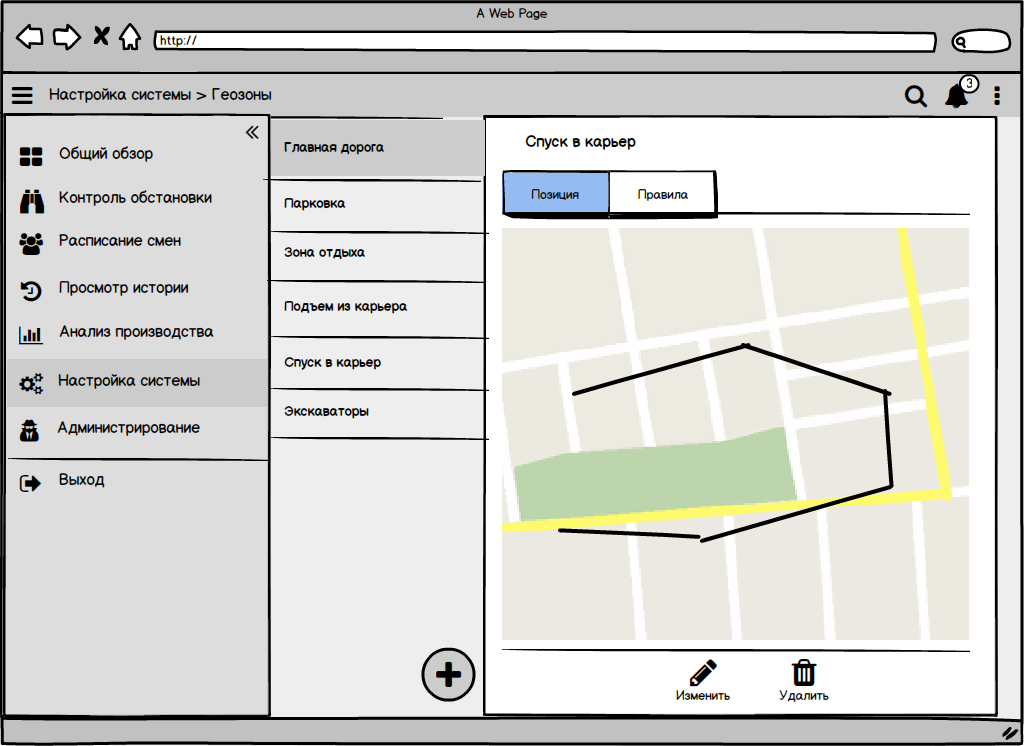 A Web Page
http://
Настройка системы > Геозоны
3
Общий обзор
Контроль обстановки
Расписание смен
Просмотр истории
Анализ производства
Настройка системы
Администрирование
Выход
Главная дорога
Парковка
Зона отдыха
Подъем из карьера
Спуск в карьер
Экскаваторы
Спуск в карьер
Позиция
Правила
Изменить
Удалить